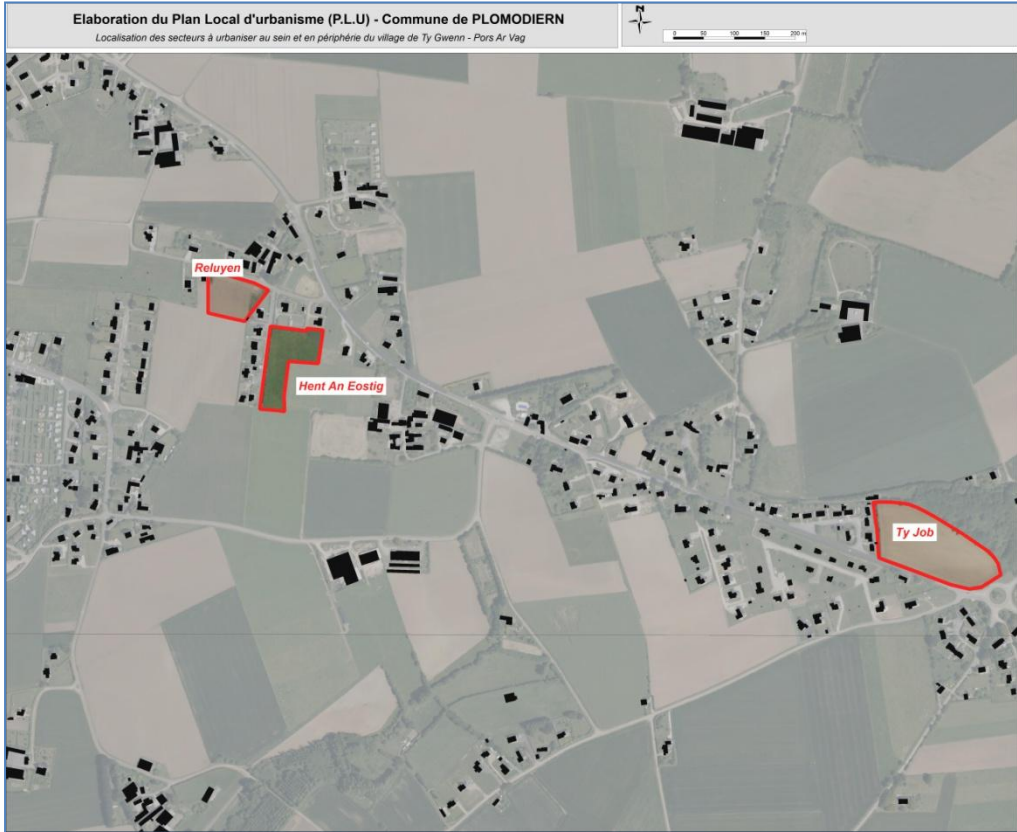 Elaboration du Plan Local d'urbanisme (P.L.U) - Commune de PLOMODIERN
Localisation des secteurs à urbaniser au sein et en périphérie du village de Ty Gwenn - Pors Ar Vag
N
0 50 100 150 200 m
Reluyen
Hent An Eostig
Ty Job